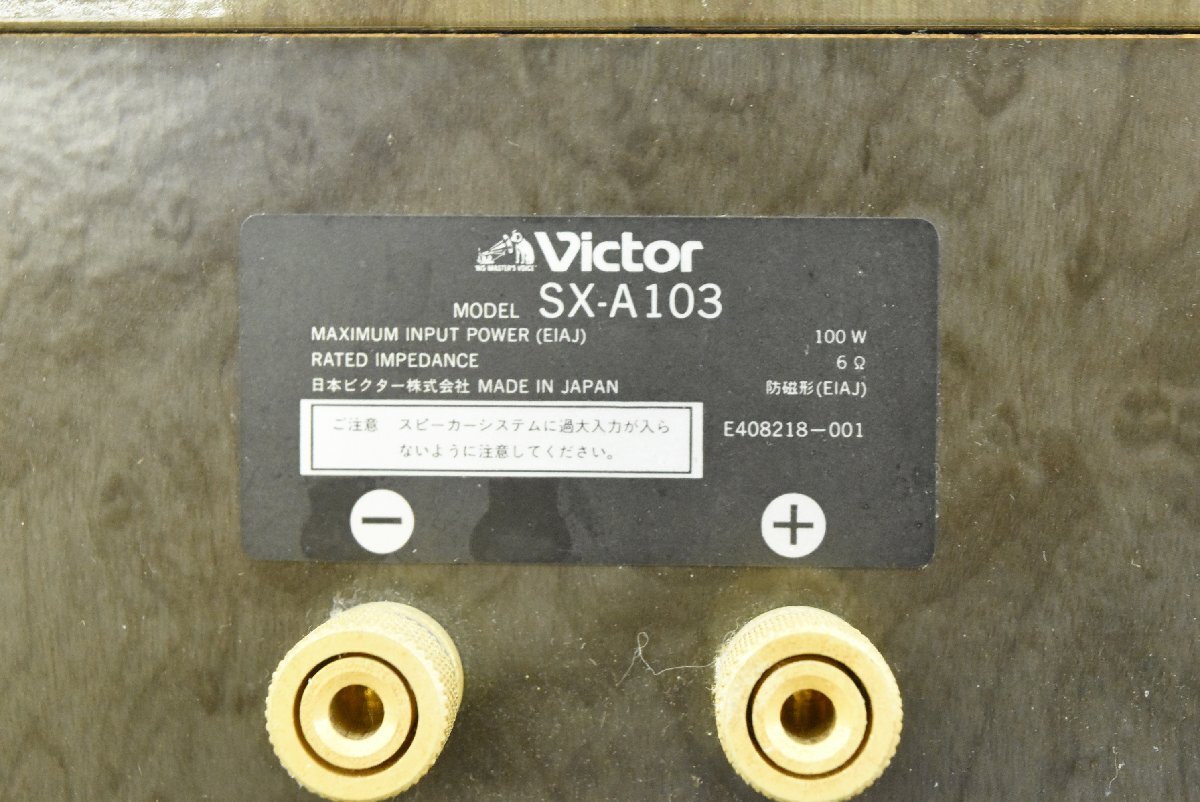 Victor
"HIS MASTER'S VOICE"
MODEL SX-A103
MAXIMUM INPUT POWER (EIAJ) 100 W
RATED IMPEDANCE 6 Ω
日本ビクター株式会社 MADE IN JAPAN 防磁形(EIAJ)
ご注意 スピーカーシステムに過大入力が入ら
ないように注意してください。
E408218-001
− +